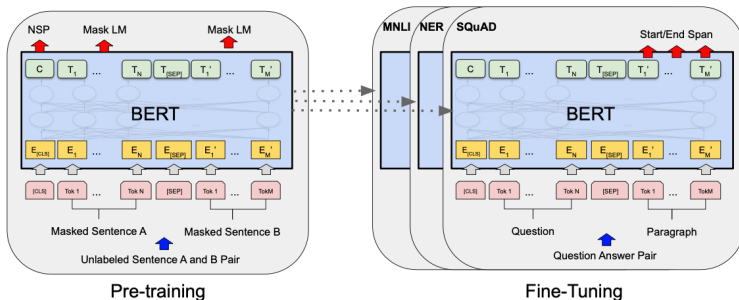 NSP Mask LM Mask LM
C T1 ... TN T[SEP] T1' ... TM'
BERT
E[CLS] E1 ... EN E[SEP] E1' ... EM'
[CLS] Tok 1 ... Tok N [SEP] Tok 1 ... TokM
Masked Sentence A Masked Sentence B
Unlabeled Sentence A and B Pair
Pre-training
MNLI NER SQuAD
Start/End Span
C T1 ... TN T[SEP] T1' ... TM'
BERT
E[CLS] E1 ... EN E[SEP] E1' ... EM'
[CLS] Tok 1 ... Tok N [SEP] Tok 1 ... TokM
Question Paragraph
Question Answer Pair
Fine-Tuning